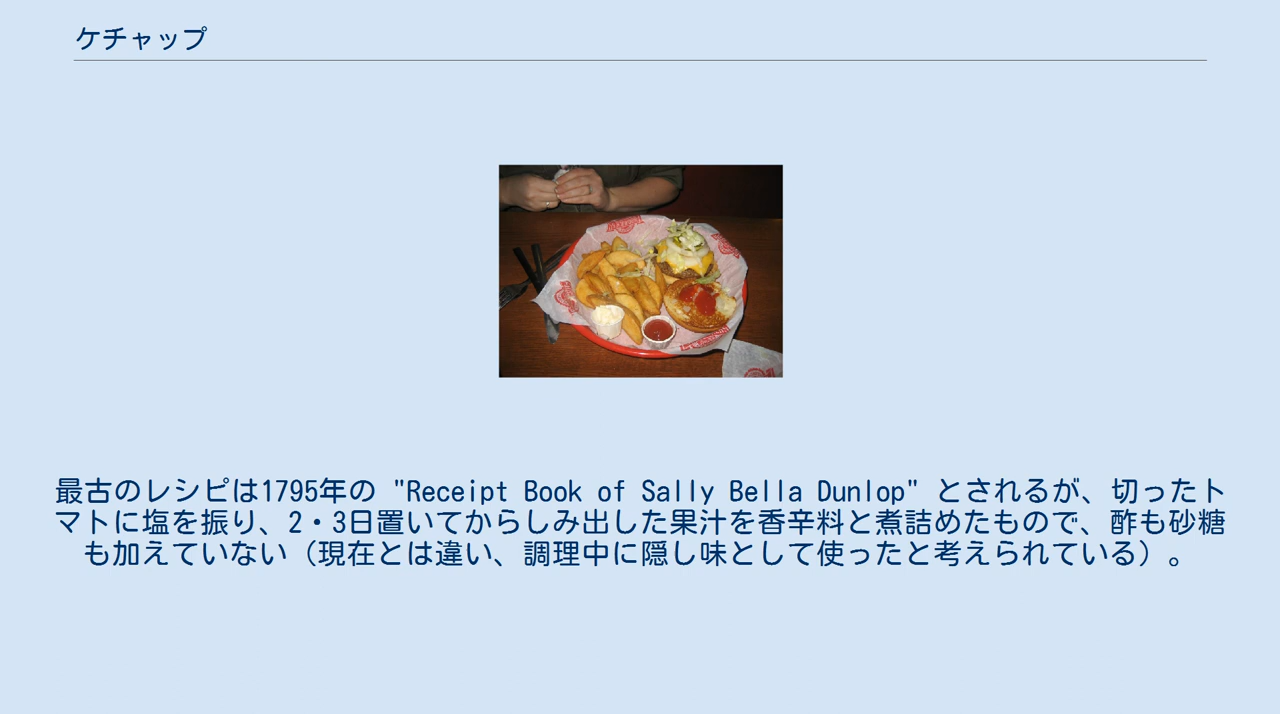 ケチャップ
最古のレシピは1795年の "Receipt Book of Sally Bella Dunlop" とされるが、切ったト
マトに塩を振り、2・3日置いてからしみ出した果汁を香辛料と煮詰めたもので、酢も砂糖
も加えていない（現在とは違い、調理中に隠し味として使ったと考えられている）。